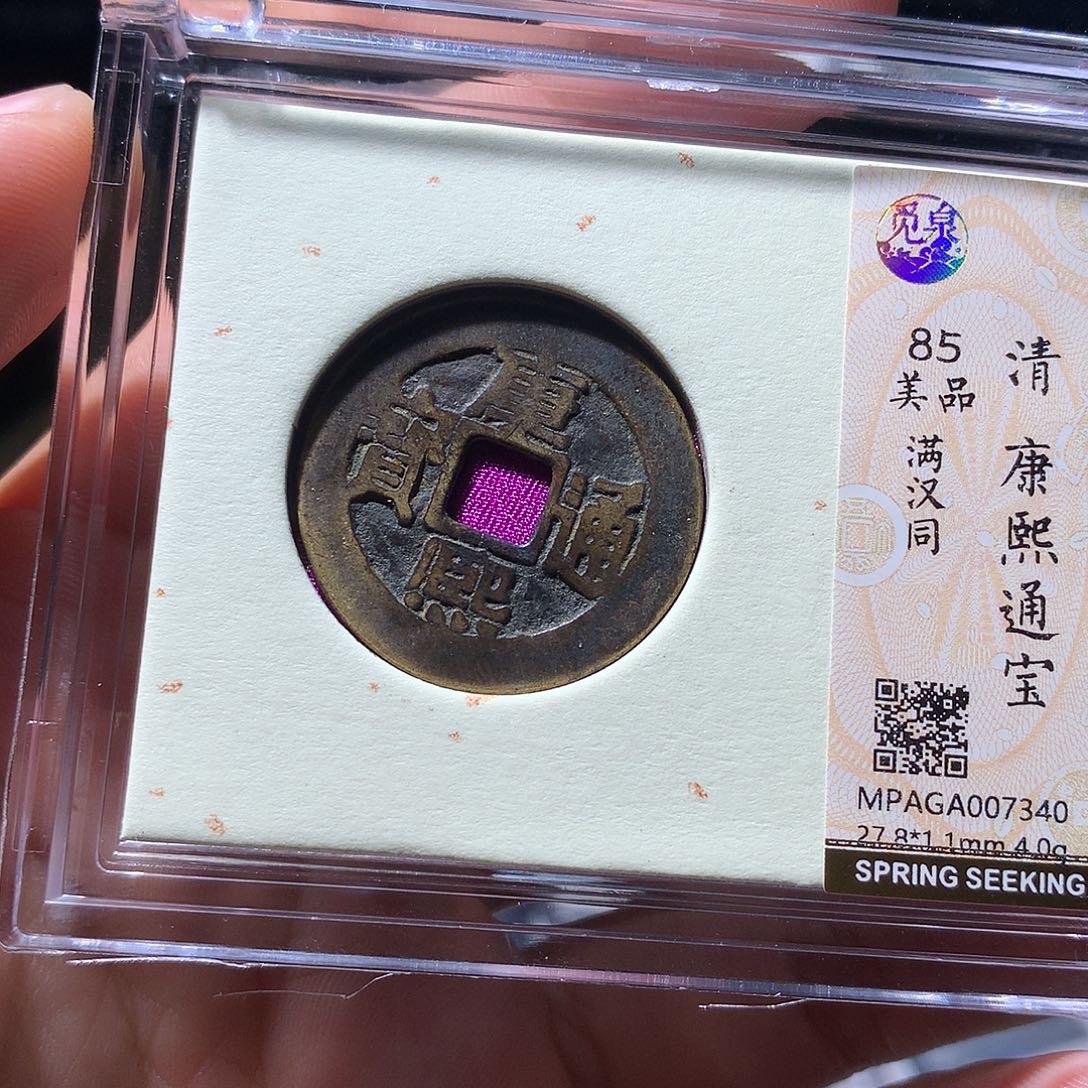 康熙通寶
觅泉
清 康熙通宝
85
美品
满汉同
MPAGA007340
27.8*1.1mm 4.0g
SPRING SEEKING